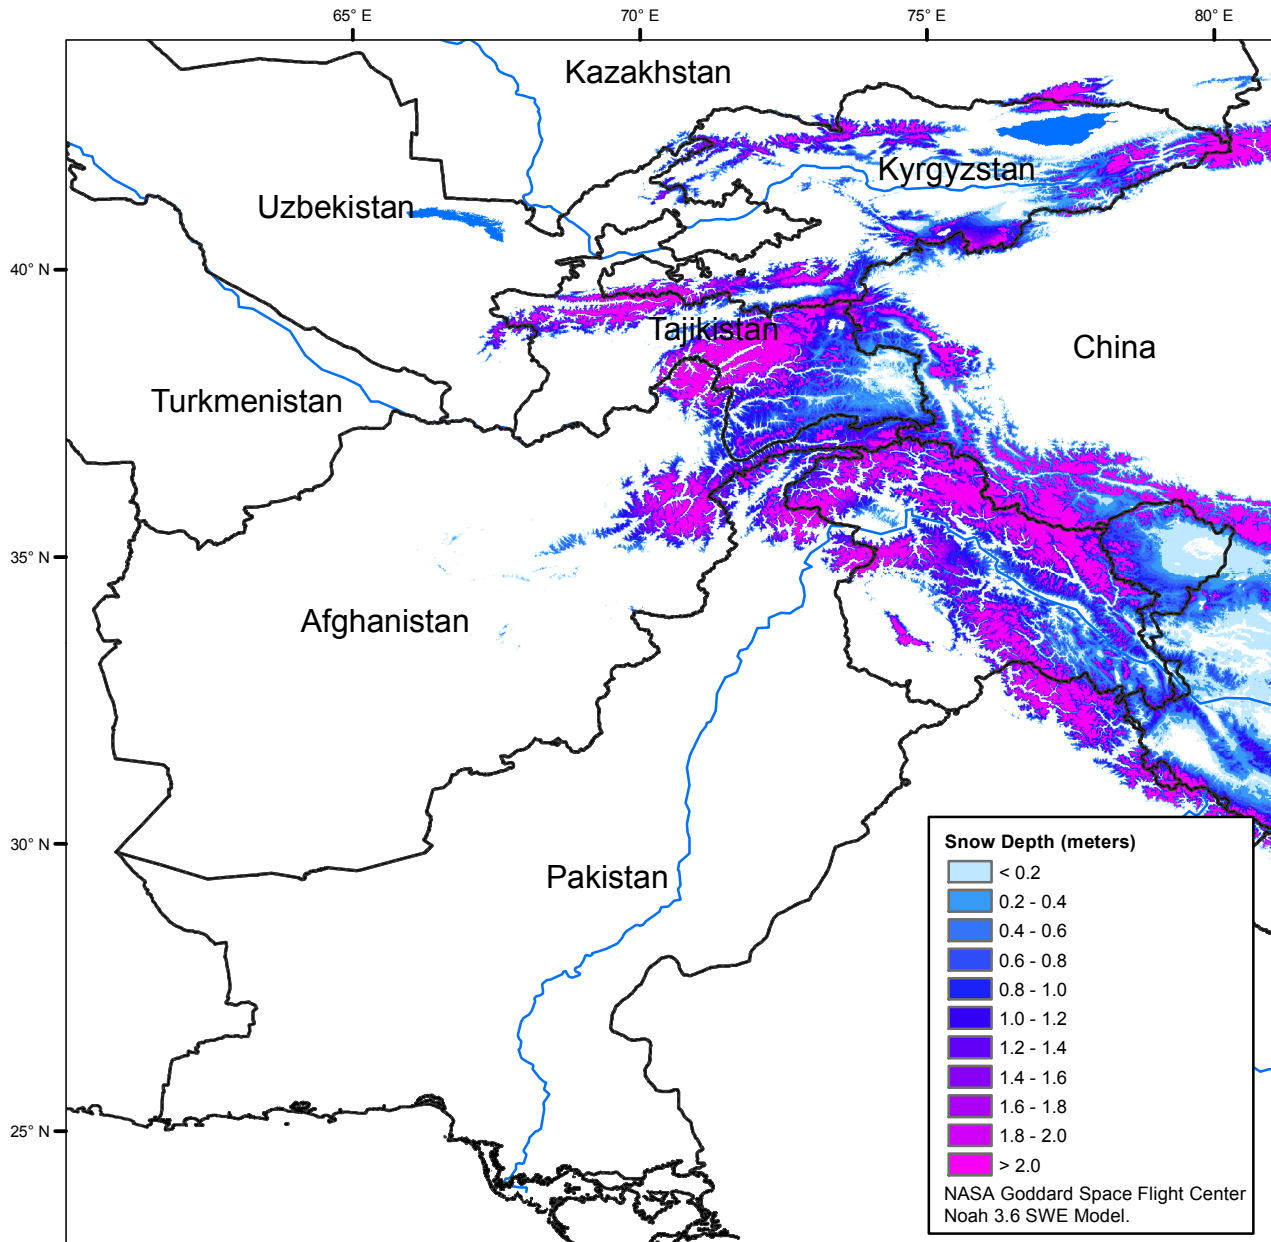 65° E
70° E
75° E
80° E
Kazakhstan
Kyrgyzstan
Uzbekistan
40° N
Tajikistan
China
Turkmenistan
35° N
Afghanistan
30° N
Pakistan
25° N
Snow Depth (meters)
< 0.2
0.2 - 0.4
0.4 - 0.6
0.6 - 0.8
0.8 - 1.0
1.0 - 1.2
1.2 - 1.4
1.4 - 1.6
1.6 - 1.8
1.8 - 2.0
> 2.0
NASA Goddard Space Flight Center
Noah 3.6 SWE Model.